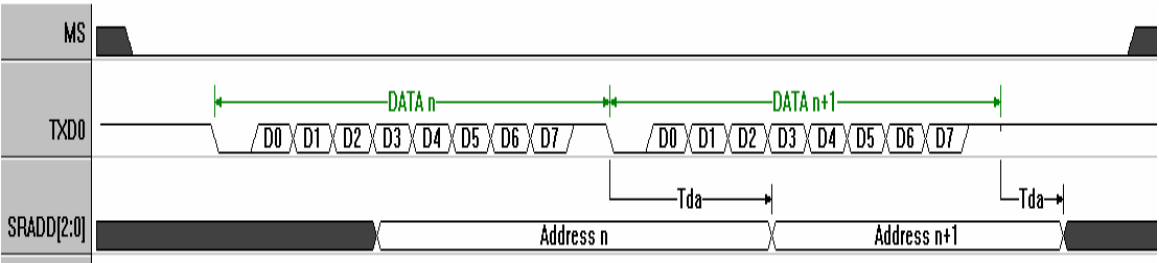 MS
DATA n DATA n+1
TXD0 D0 D1 D2 D3 D4 D5 D6 D7 D0 D1 D2 D3 D4 D5 D6 D7
Tda Tda
SRADD[2:0] Address n Address n+1